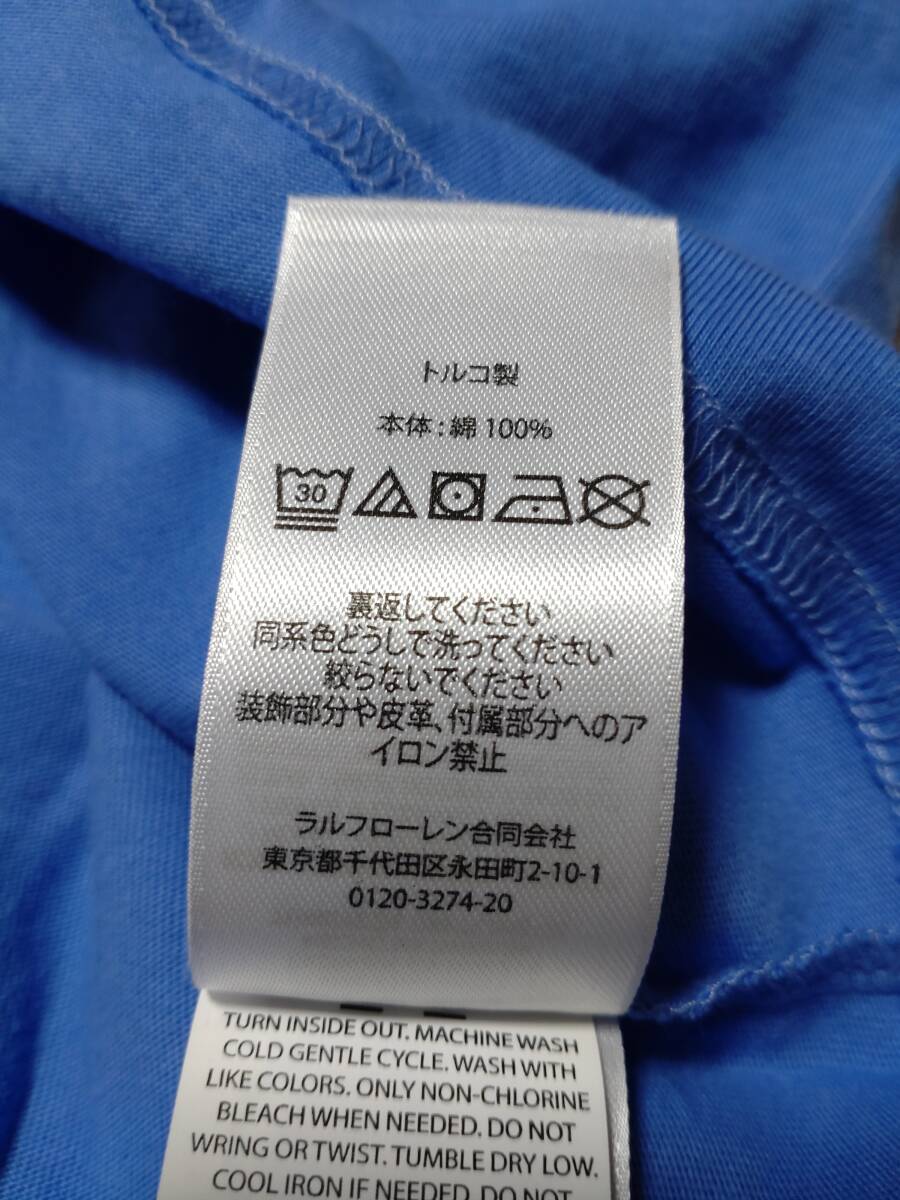 トルコ製
本体:綿 100%
30
裏返してください
同系色どうしで洗ってください
絞らないでください
装飾部分や皮革、付属部分へのア
イロン禁止
ラルフローレン合同会社
東京都千代田区永田町2-10-1
0120-3274-20
TURN INSIDE OUT. MACHINE WASH
COLD GENTLE CYCLE. WASH WITH
LIKE COLORS. ONLY NON-CHLORINE
BLEACH WHEN NEEDED. DO NOT
WRING OR TWIST. TUMBLE DRY LOW.
COOL IRON IF NEEDED. DO NOT